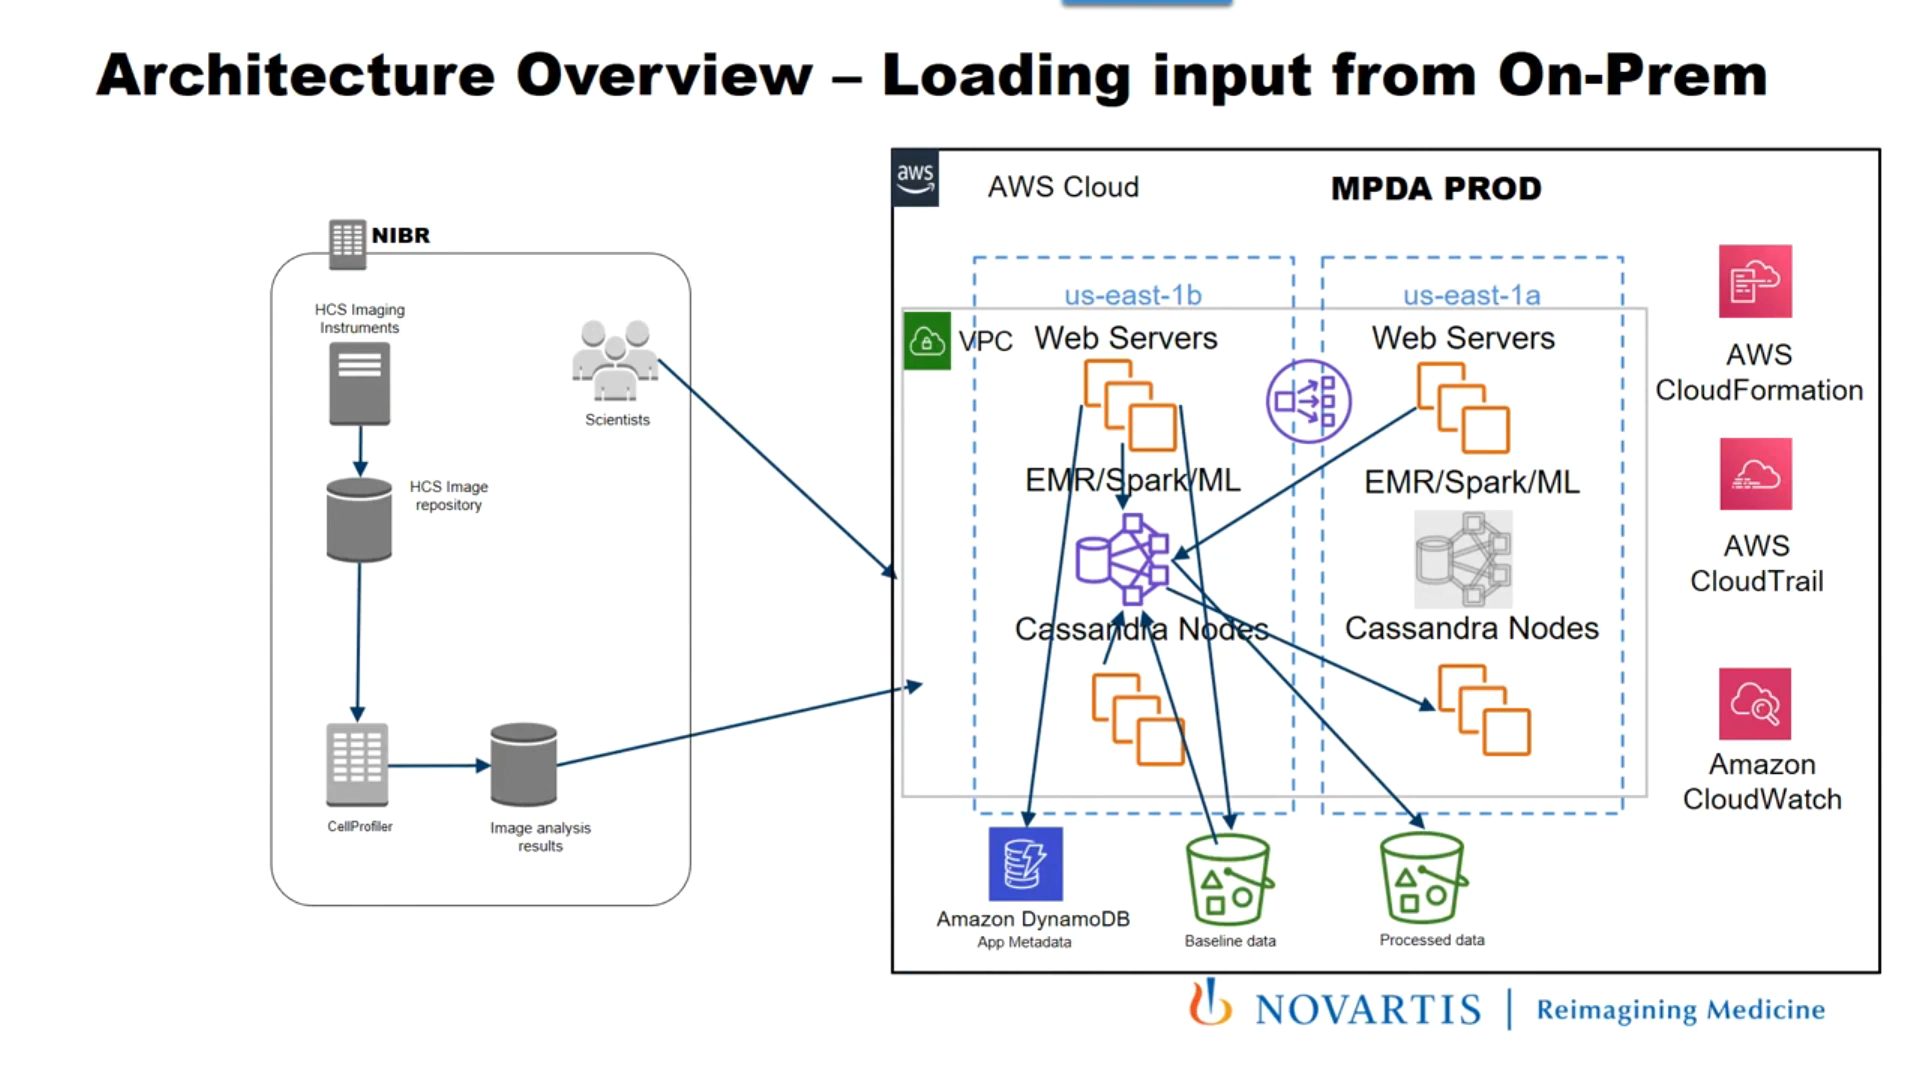 Architecture Overview – Loading input from On-Prem
NIBR
HCS Imaging
Instruments
Scientists
HCS Image
repository
CellProfiler
Image analysis
results
aws
AWS Cloud
MPDA PROD
us-east-1b
us-east-1a
VPC
Web Servers
Web Servers
EMR/Spark/ML
EMR/Spark/ML
Cassandra Nodes
Cassandra Nodes
AWS
CloudFormation
AWS
CloudTrail
Amazon
CloudWatch
Amazon DynamoDB
App Metadata
Baseline data
Processed data
NOVARTIS | Reimagining Medicine